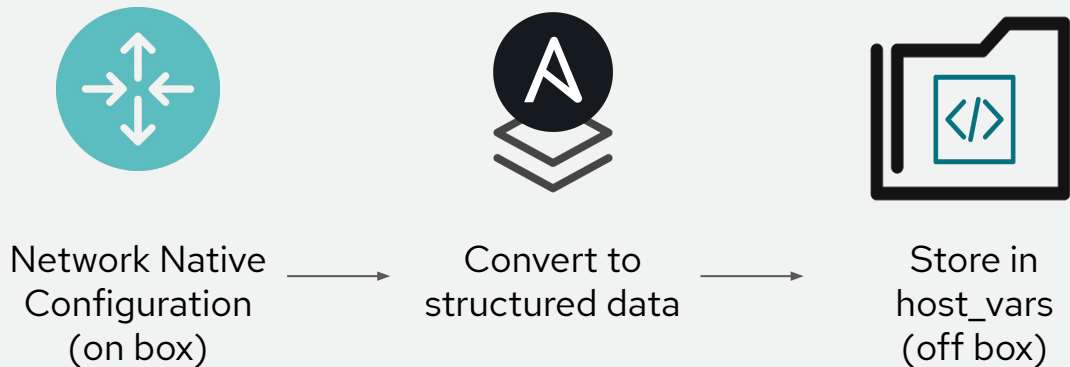 Network Native
Configuration
(on box)
Convert to
structured data
</>
Store in
host_vars
(off box)